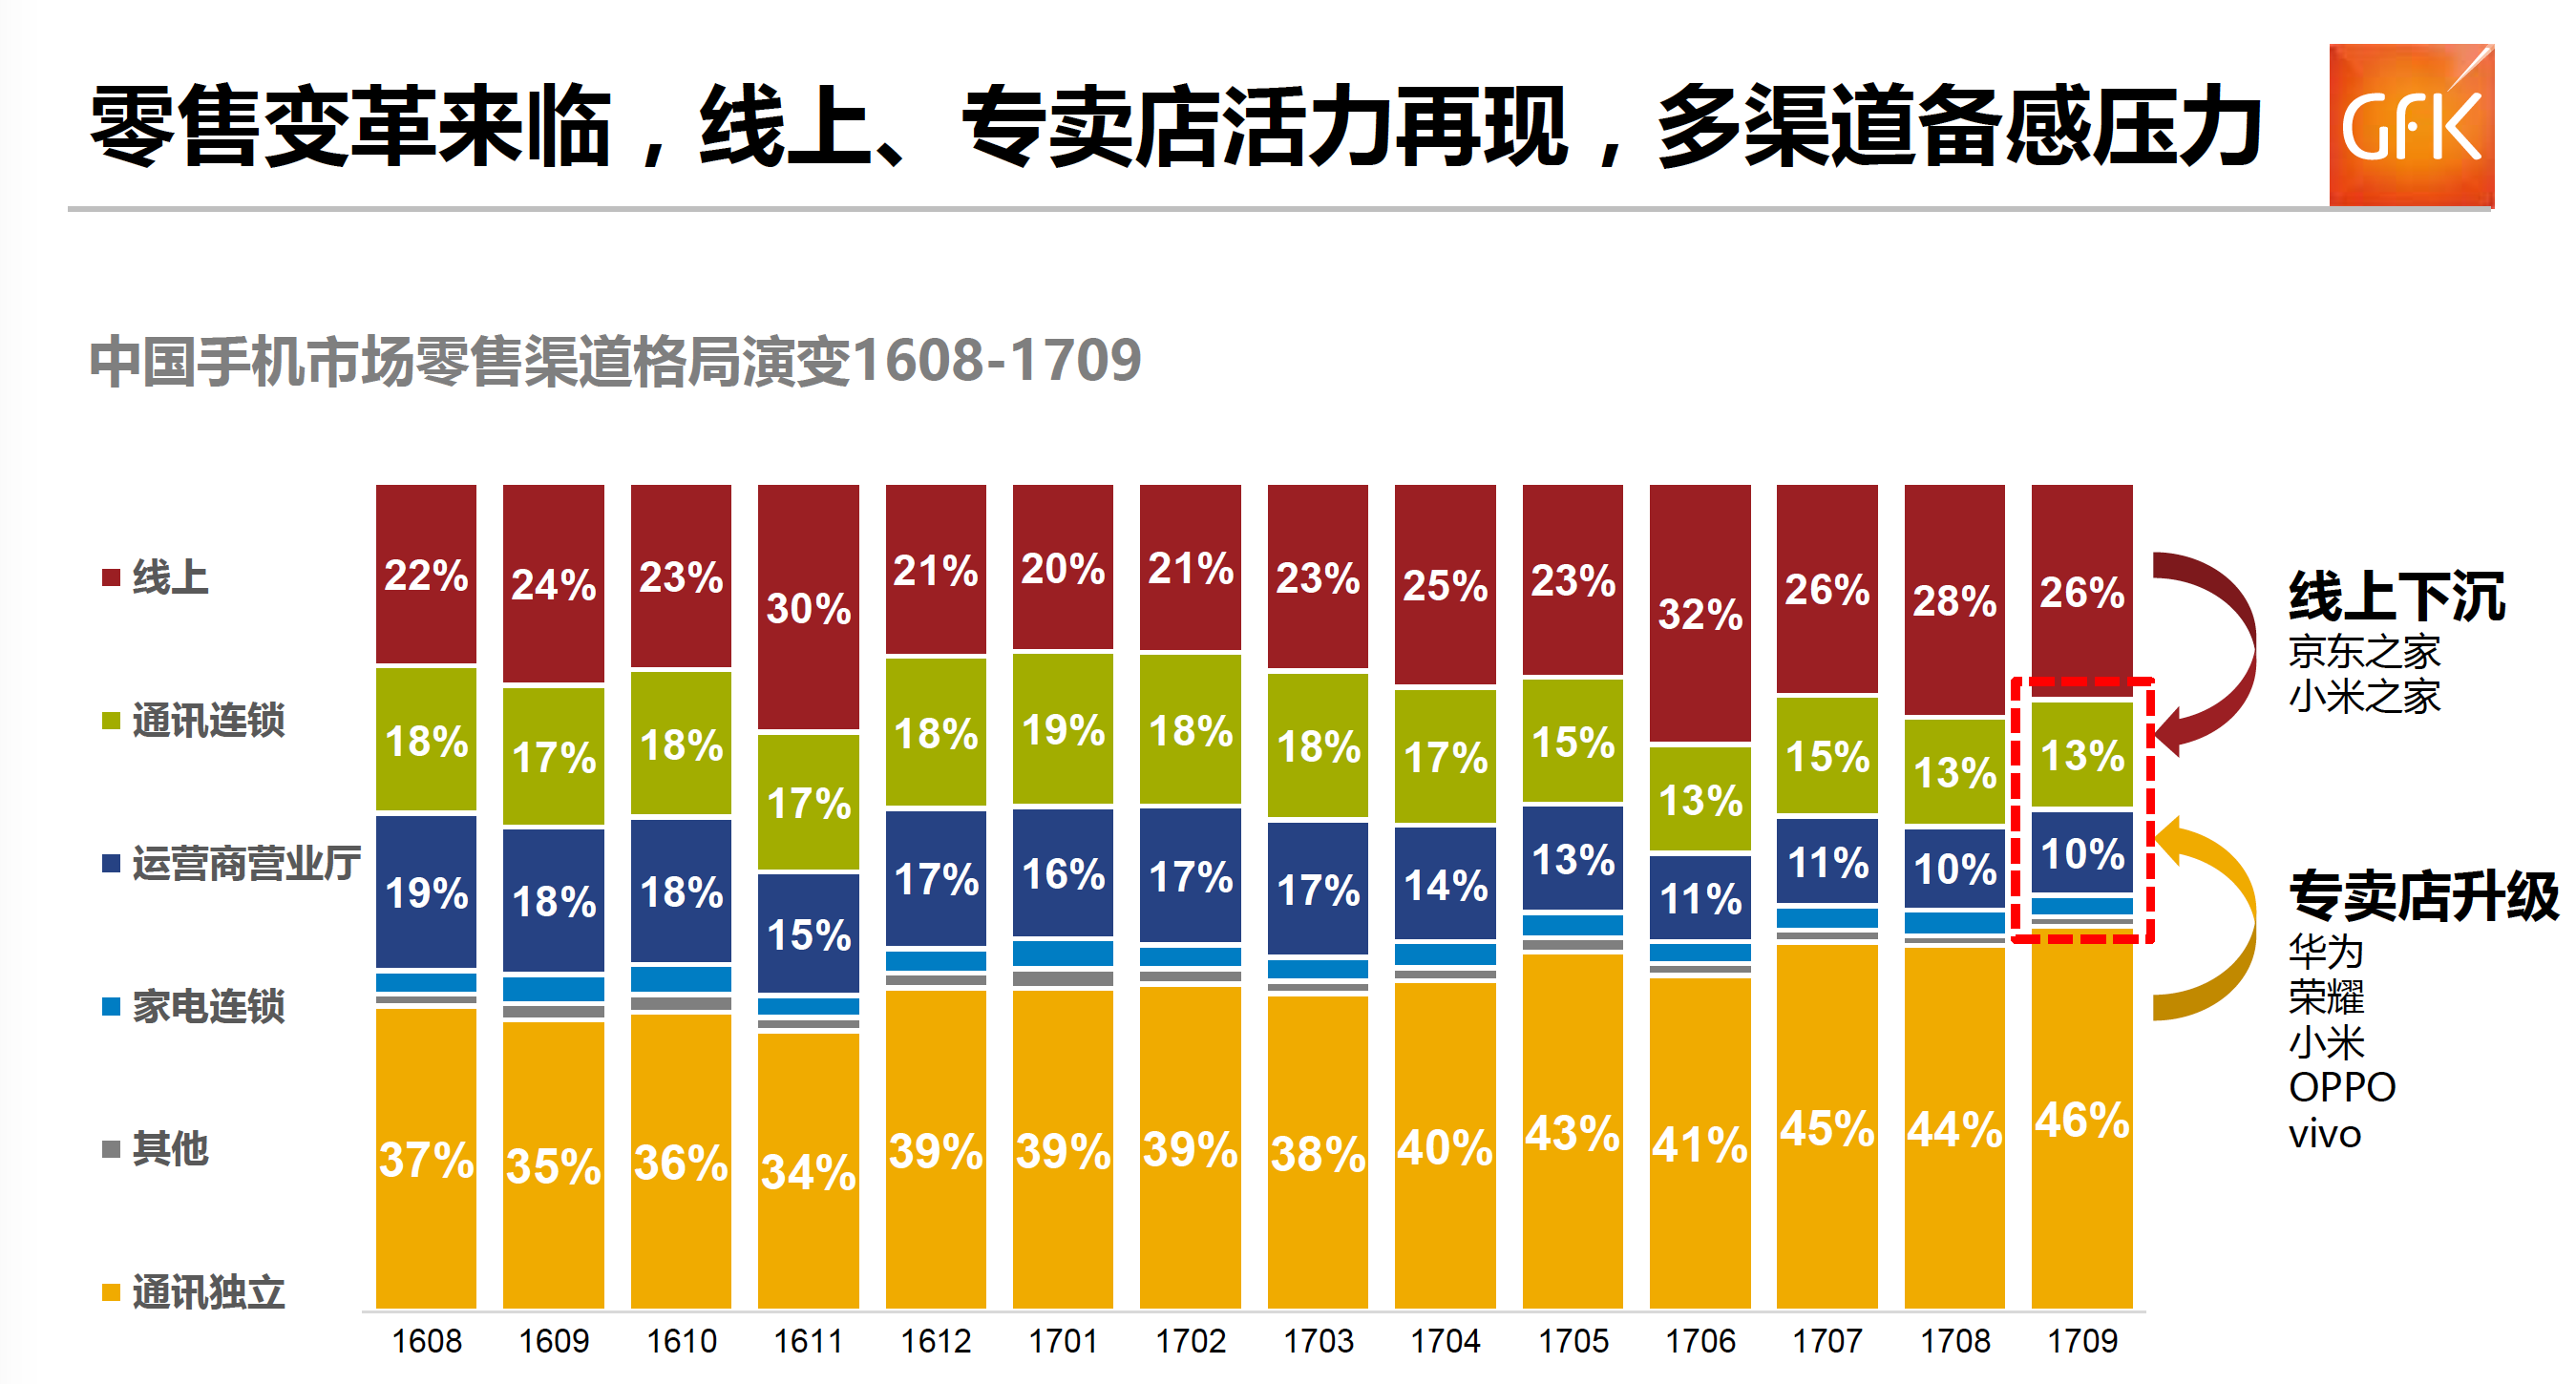 零售变革来临，线上、专卖店活力再现，多渠道备感压力
GfK
中国手机市场零售渠道格局演变1608-1709
线上
通讯连锁
运营商营业厅
家电连锁
其他
通讯独立
22% 24% 23% 30% 21% 20% 21% 23% 25% 23% 32% 26% 28% 26%
18% 17% 18% 17% 18% 19% 18% 18% 17% 15% 13% 15% 13% 13%
19% 18% 18% 15% 17% 16% 17% 17% 14% 13% 11% 11% 10% 10%
37% 35% 36% 34% 39% 39% 39% 38% 40% 43% 41% 45% 44% 46%
1608 1609 1610 1611 1612 1701 1702 1703 1704 1705 1706 1707 1708 1709
线上下沉
京东之家
小米之家
专卖店升级
华为
荣耀
小米
OPPO
vivo